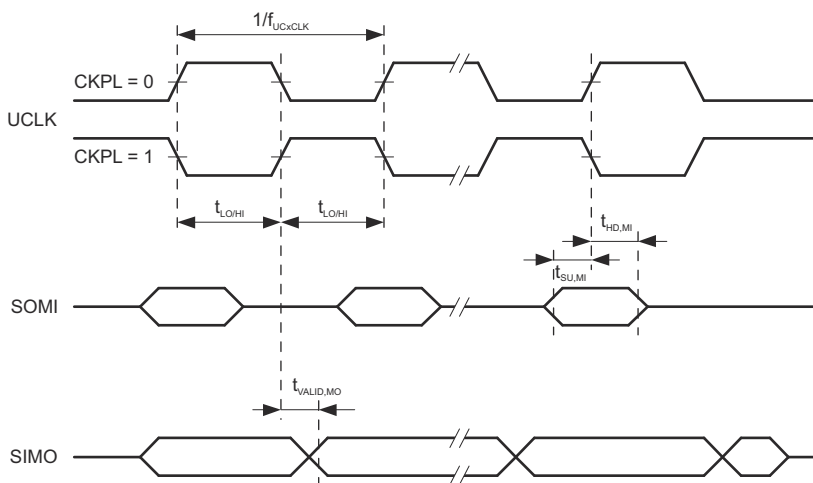 1/fUCxCLK
CKPL = 0
UCLK
CKPL = 1
tLO/HI tLO/HI
tHD,MI
tSU,MI
SOMI
tVALID,MO
SIMO